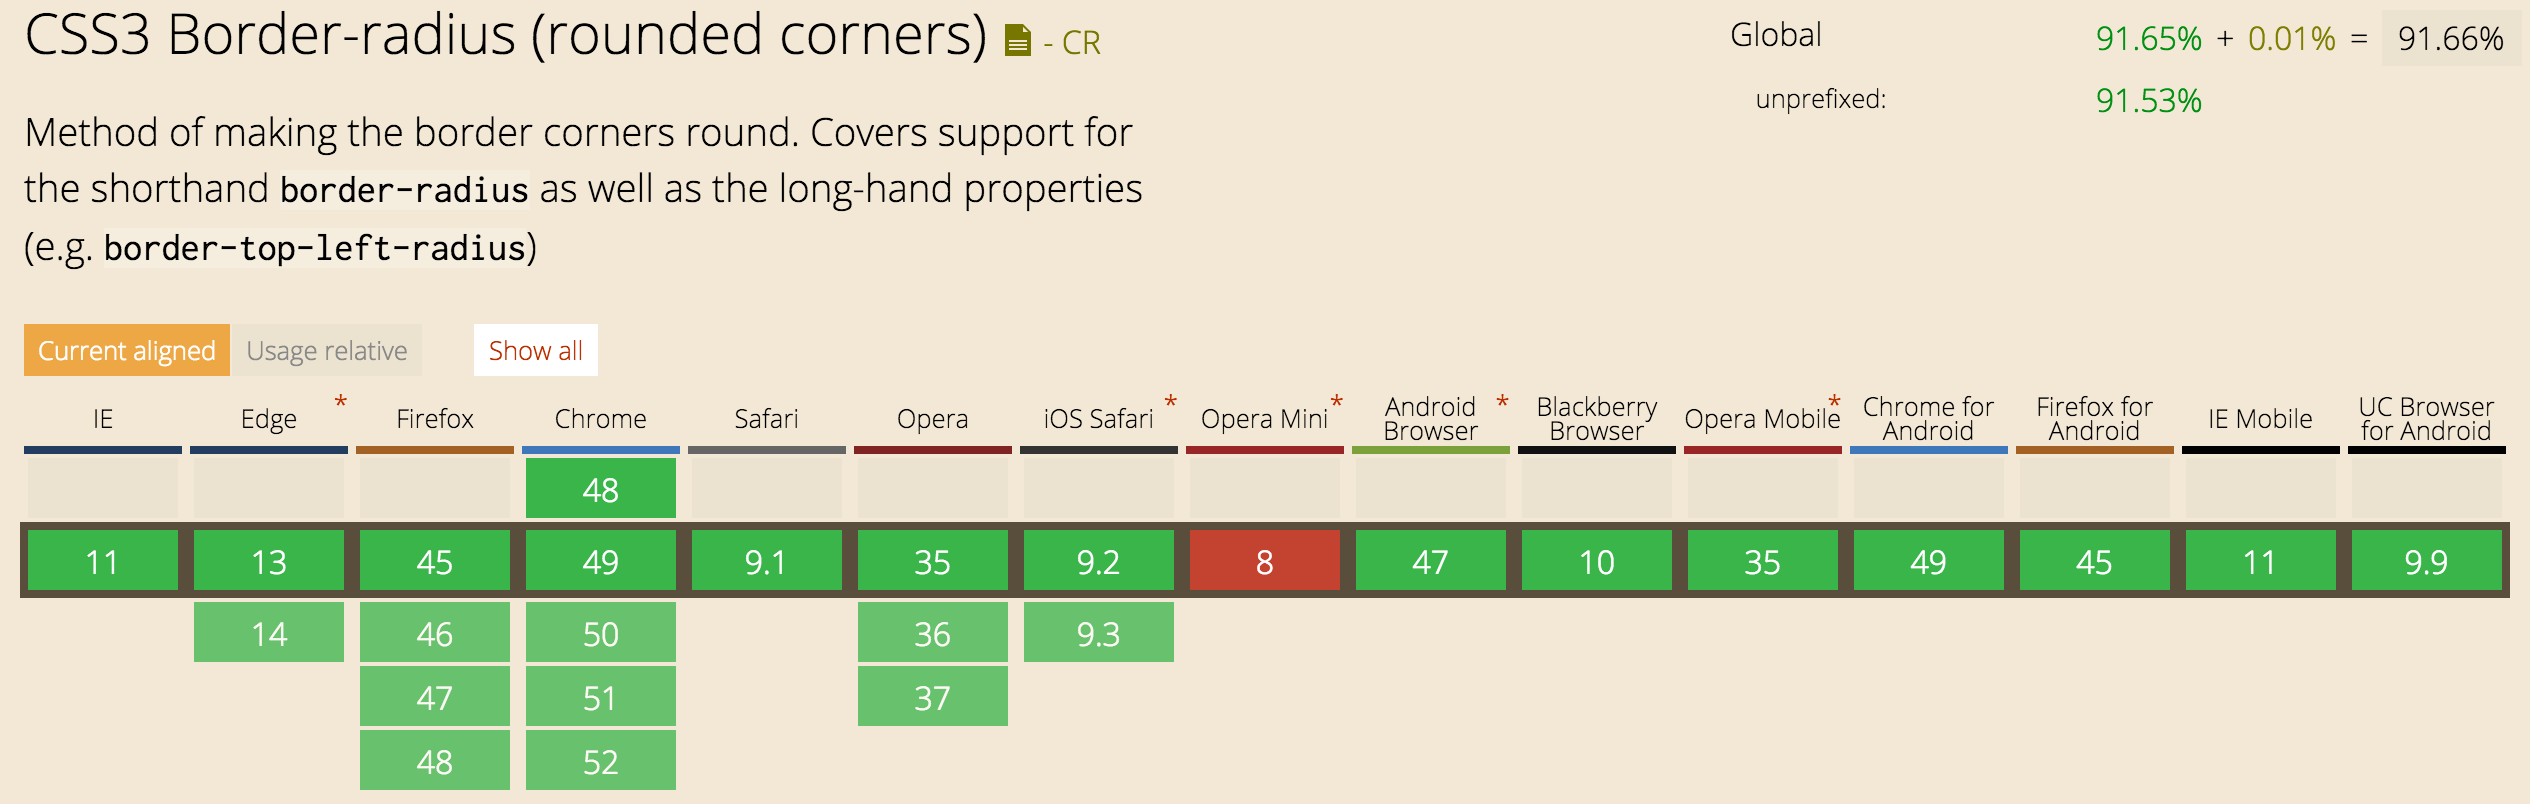 CSS3 Border-radius (rounded corners) - CR
Global 91.65% + 0.01% = 91.66%
unprefixed: 91.53%
Method of making the border corners round. Covers support for
the shorthand border-radius as well as the long-hand properties
(e.g. border-top-left-radius)
Current aligned Usage relative Show all
IE Edge * Firefox Chrome Safari Opera iOS Safari * Opera Mini * Android Browser * Blackberry Browser Opera Mobile * Chrome for Android Firefox for Android IE Mobile UC Browser for Android
48
11 13 45 49 9.1 35 9.2 8 47 10 35 49 45 11 9.9
14 46 50 36 9.3
47 51 37
48 52